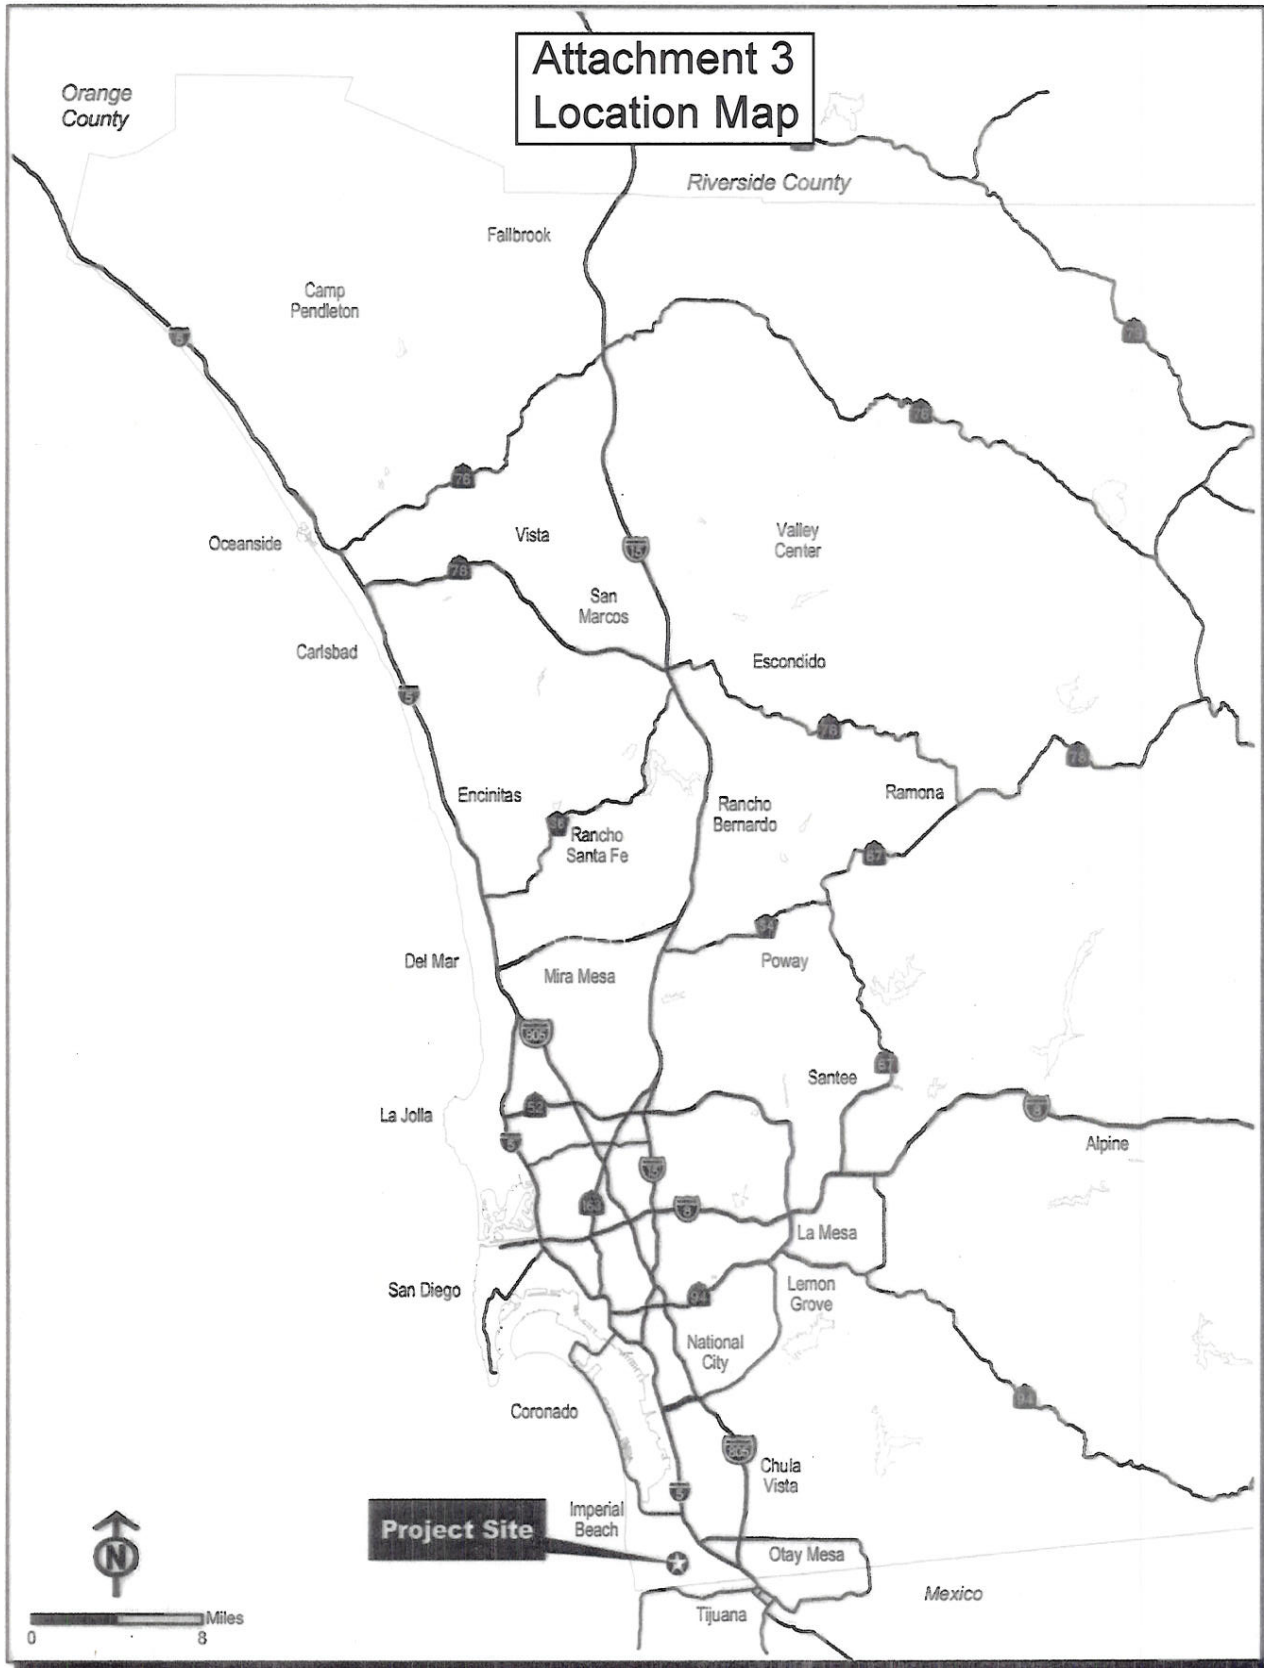 Attachment 3
Location Map
Orange
County
Riverside County
Fallbrook
Camp
Pendleton
5
79
76
76
Oceanside
Vista
15
Valley
Center
78
San
Marcos
Carlsbad
Escondido
5
78
78
Encinitas
Rancho
Bernardo
Ramona
Rancho
Santa Fe
67
Del Mar
Mira Mesa
Poway
805
67
Santee
52
La Jolla
8
5
Alpine
15
163
8
La Mesa
San Diego
94
Lemon
Grove
National
City
94
Coronado
805
Chula
Vista
5
Imperial
Beach
Project Site
Otay Mesa
N
Mexico
Tijuana
Miles
0
8